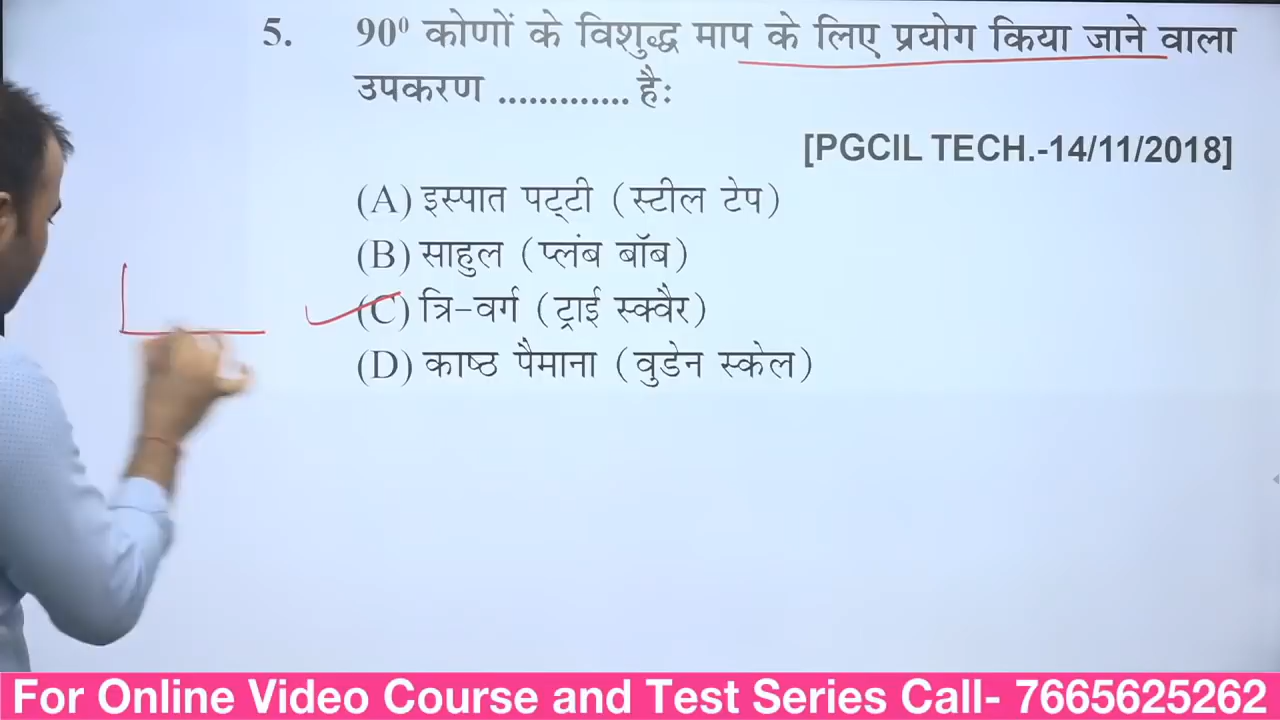 5. 90⁰ कोणों के विशुद्ध माप के लिए प्रयोग किया जाने वाला
उपकरण ............. है:
[PGCIL TECH.-14/11/2018]
(A) इस्पात पट्टी (स्टील टेप)
(B) साहुल (प्लंब बॉब)
(C) त्रि-वर्ग (ट्राई स्क्वैर)
(D) काष्ठ पैमाना (वुडेन स्केल)
For Online Video Course and Test Series Call- 7665625262